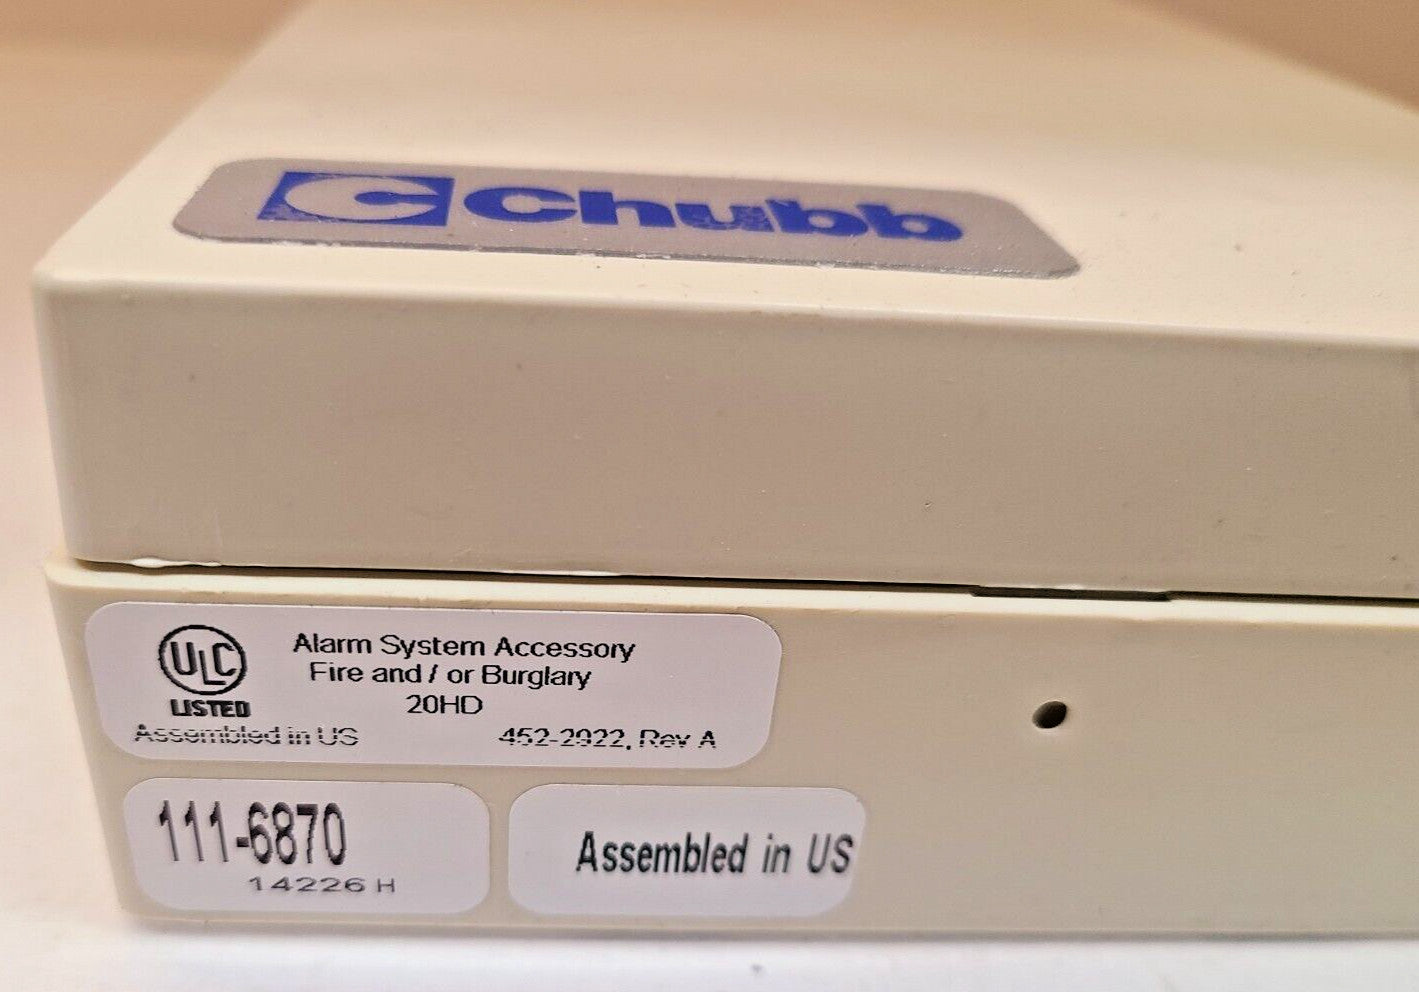 Chubb
ULC
LISTED
Alarm System Accessory
Fire and / or Burglary
20HD
Assembled in US 452-2922, Rev A
111-6870
14226 H
Assembled in US